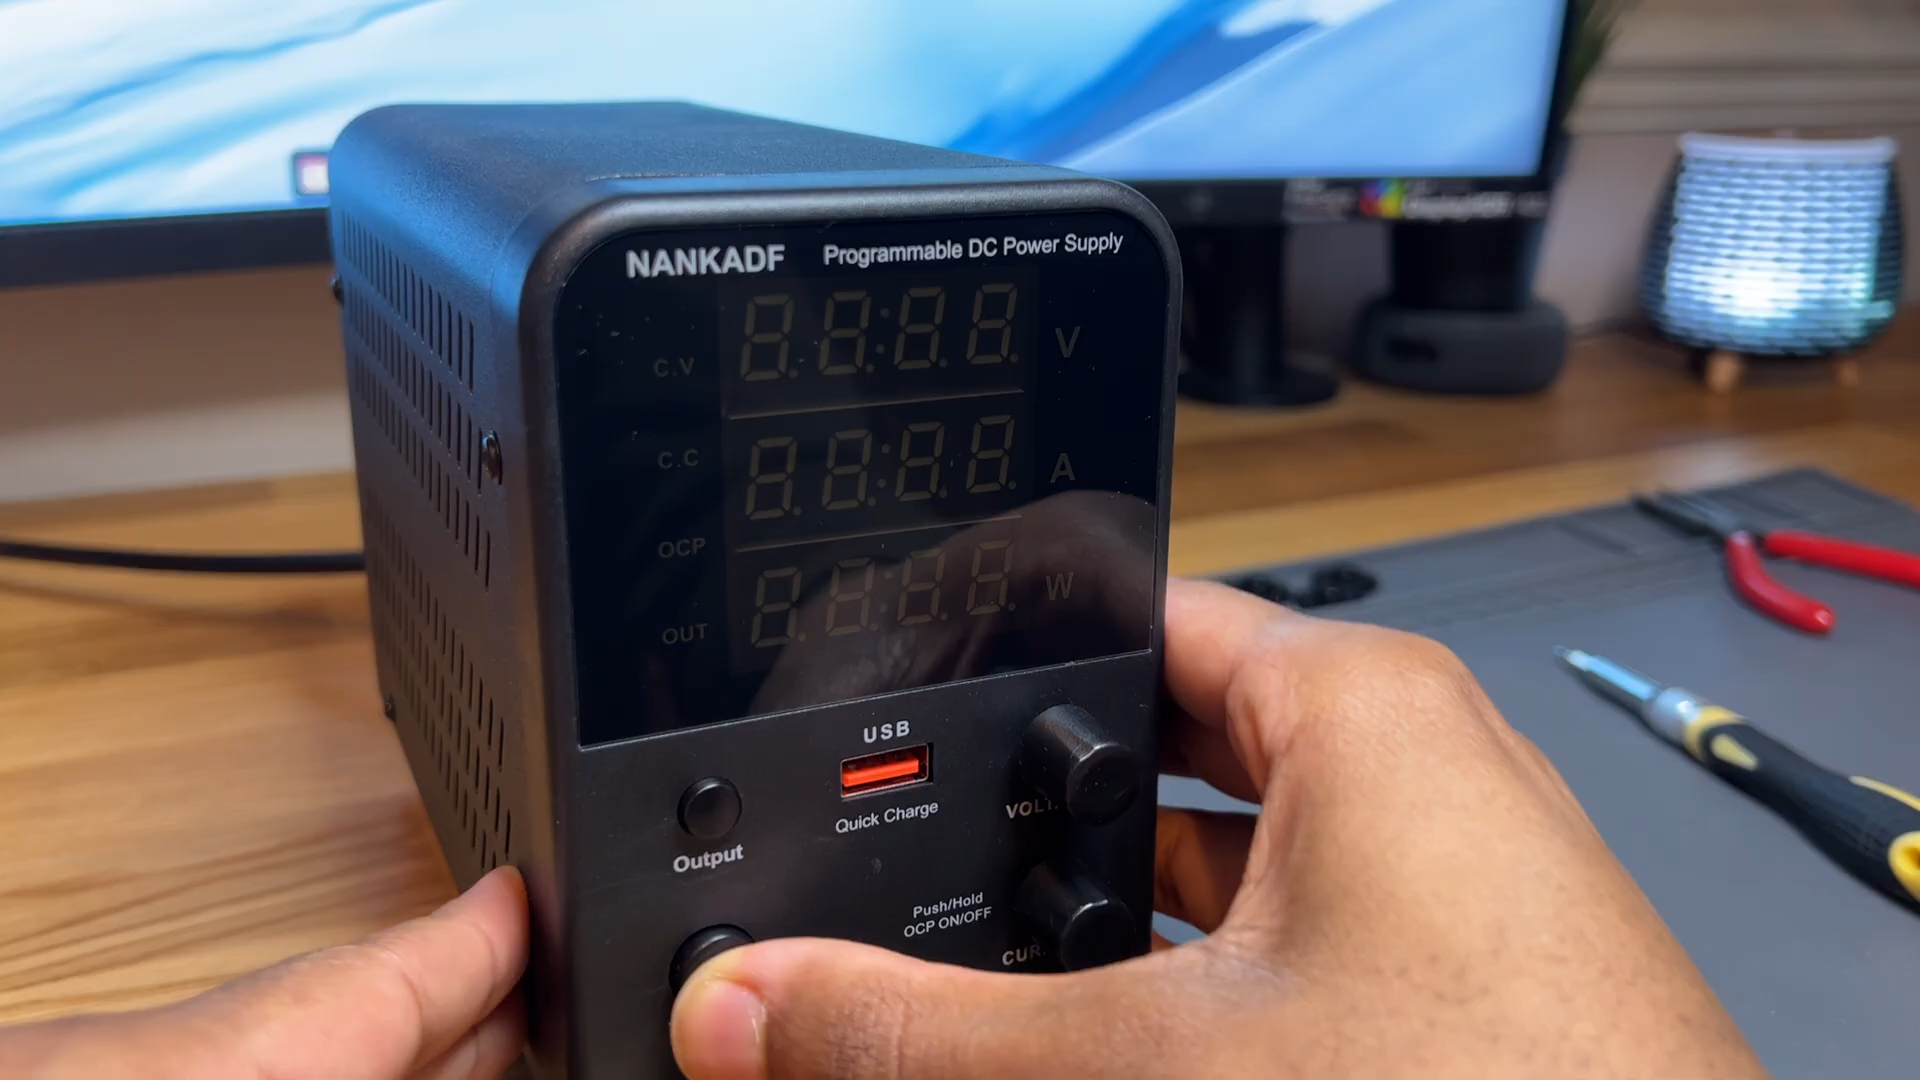 NANKADF Programmable DC Power Supply
C.V
V
C.C
A
OCP
W
OUT
USB
Quick Charge
VOLT.
Output
Push/Hold
OCP ON/OFF
CUR.